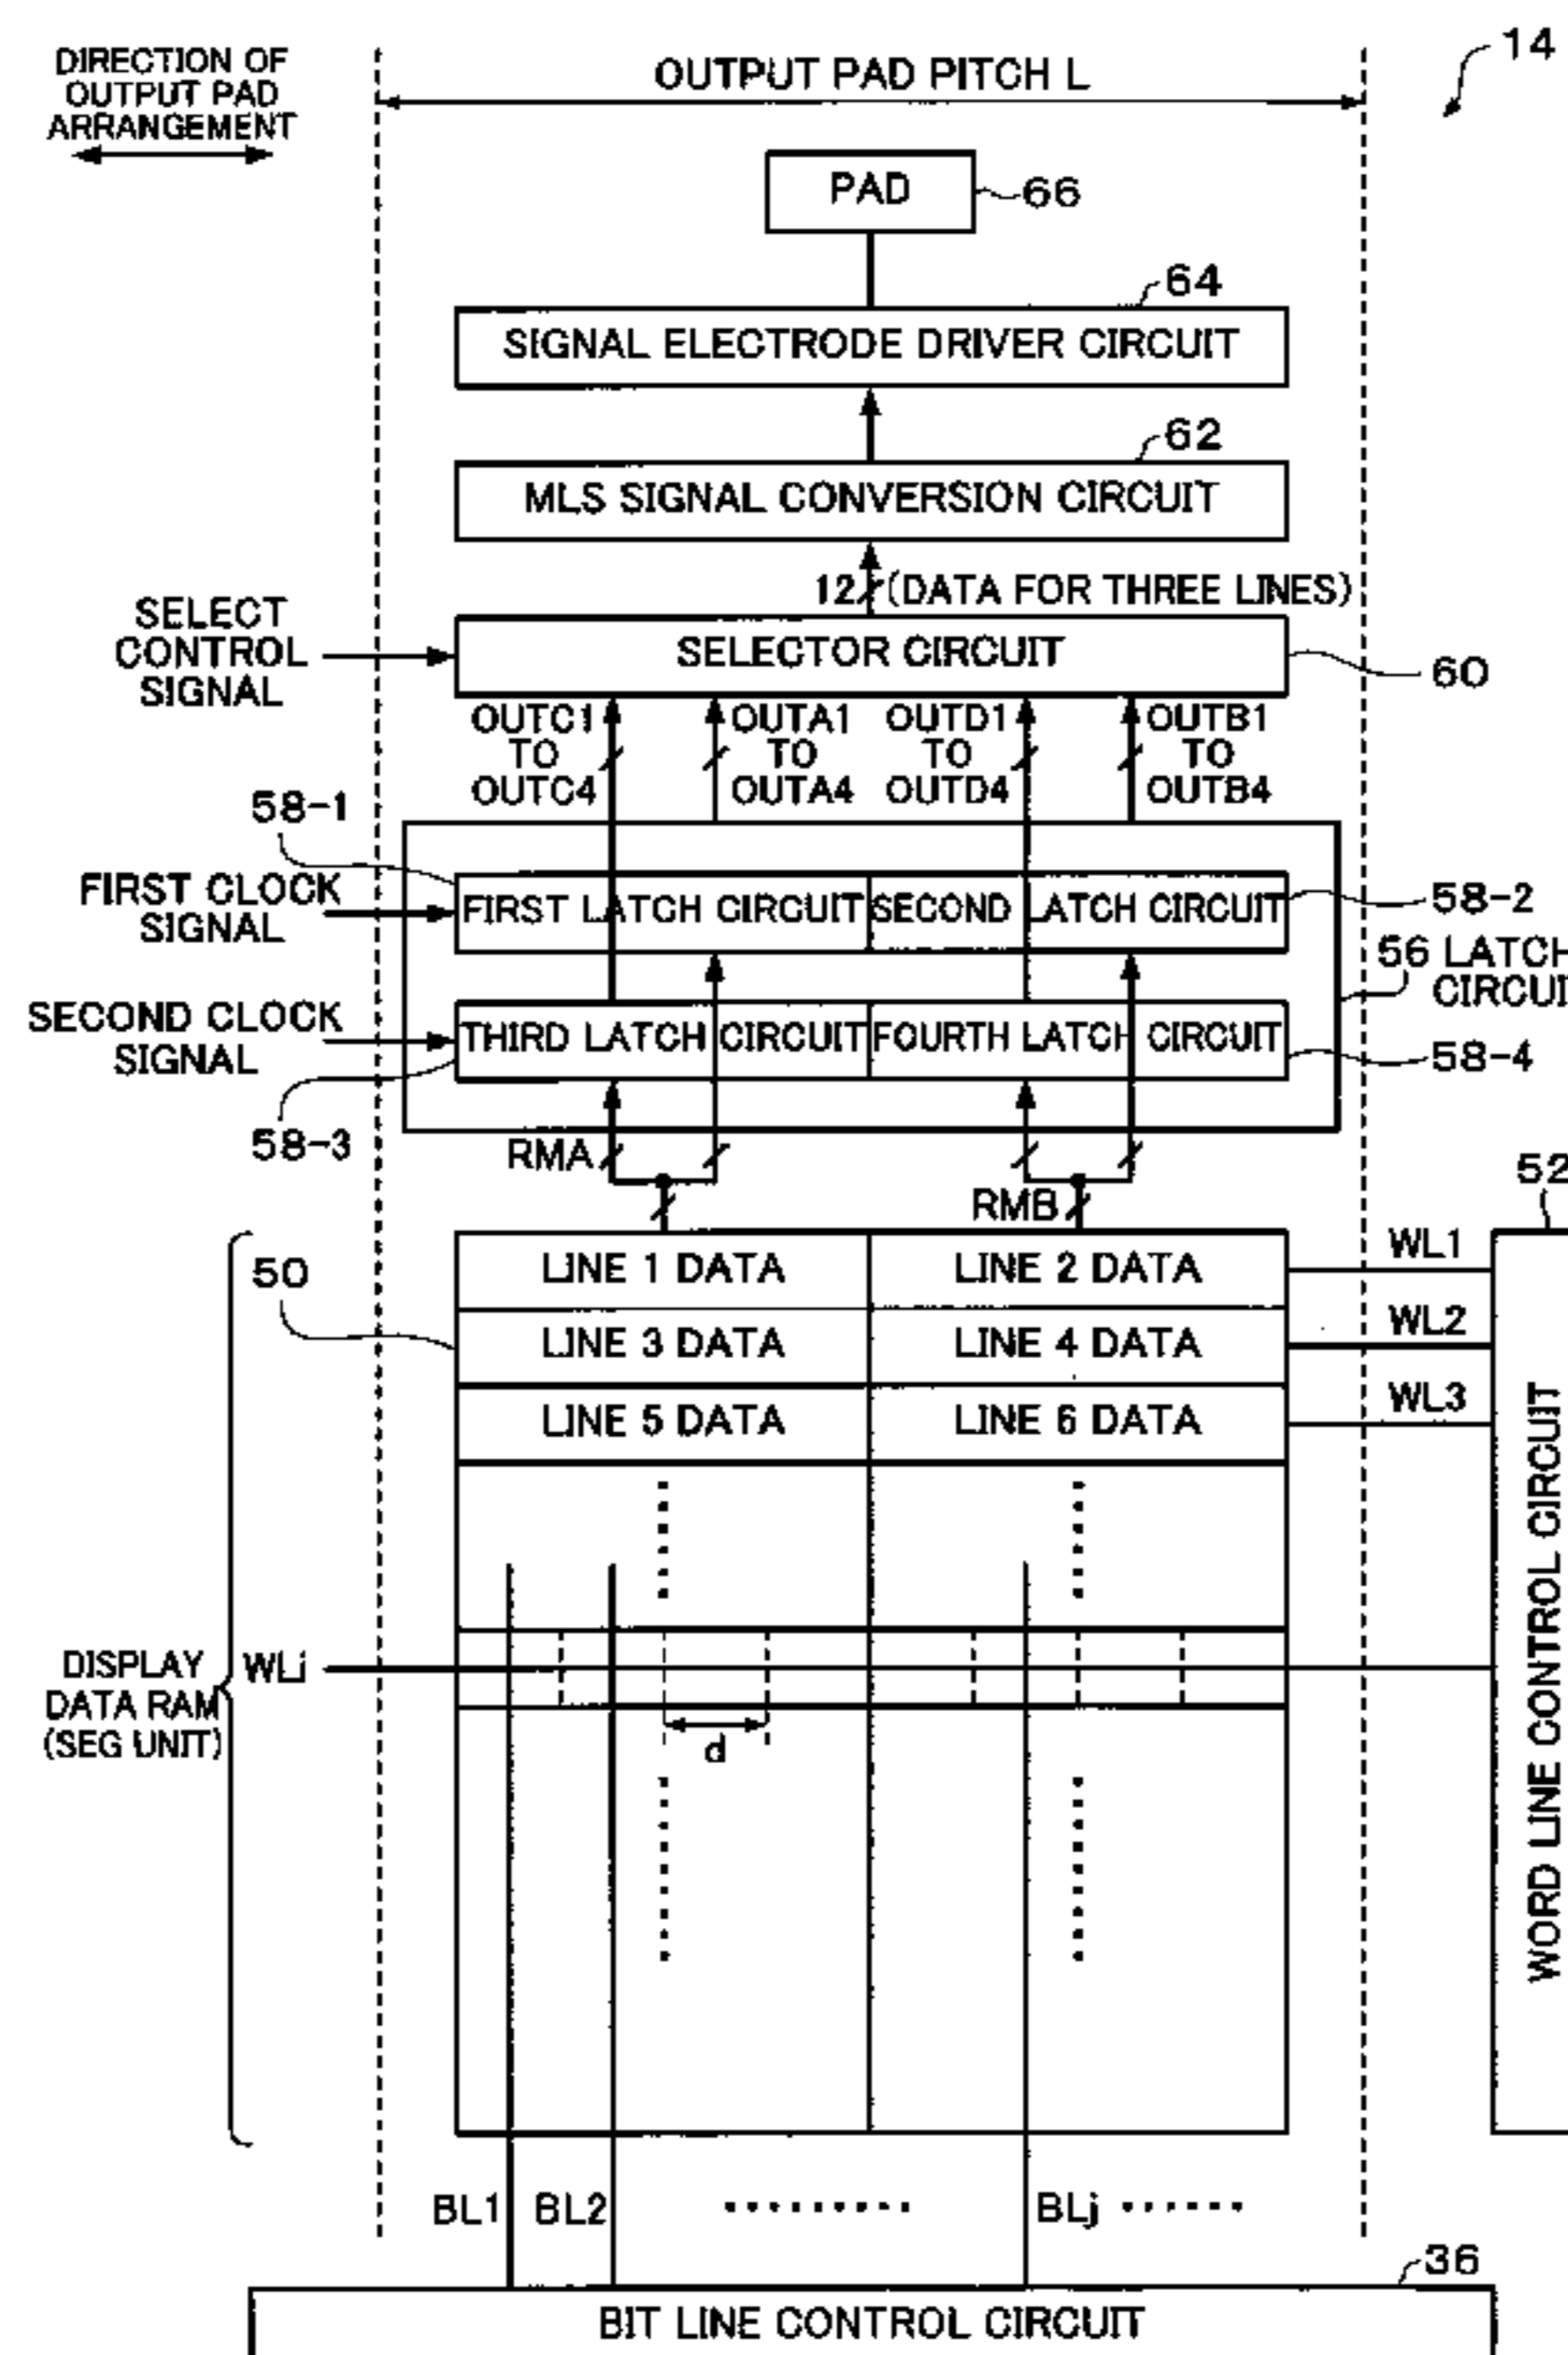 14
DIRECTION OF
OUTPUT PAD
ARRANGEMENT
OUTPUT PAD PITCH L
PAD
66
64
SIGNAL ELECTRODE DRIVER CIRCUIT
62
MLS SIGNAL CONVERSION CIRCUIT
12 (DATA FOR THREE LINES)
SELECT
CONTROL
SIGNAL
SELECTOR CIRCUIT
60
OUTC1
TO
OUTC4
OUTA1
TO
OUTA4
OUTD1
TO
OUTD4
OUTB1
TO
OUTB4
58-1
FIRST CLOCK
SIGNAL
FIRST LATCH CIRCUIT
SECOND LATCH CIRCUIT
58-2
56 LATCH
CIRCUI
SECOND CLOCK
SIGNAL
THIRD LATCH CIRCUIT
FOURTH LATCH CIRCUIT
58-4
58-3
RMA
RMB
52
50
LINE 1 DATA
LINE 2 DATA
WL1
LINE 3 DATA
LINE 4 DATA
WL2
LINE 5 DATA
LINE 6 DATA
WL3
WORD LINE CONTROL CIRCUIT
DISPLAY
DATA RAM
(SEG UNIT)
WLi
d
BL1
BL2
BLj
36
BIT LINE CONTROL CIRCUIT